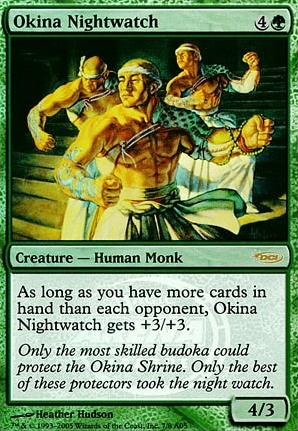 Okina Nightwatch 4
DCI
Creature — Human Monk
As long as you have more cards in
hand than each opponent, Okina
Nightwatch gets +3/+3.
Only the most skilled budoka could
protect the Okina Shrine. Only the best
of these protectors took the night watch.
Heather Hudson
™ & © 1993–2005 Wizards of the Coast, Inc. 7/8 A05
4/3